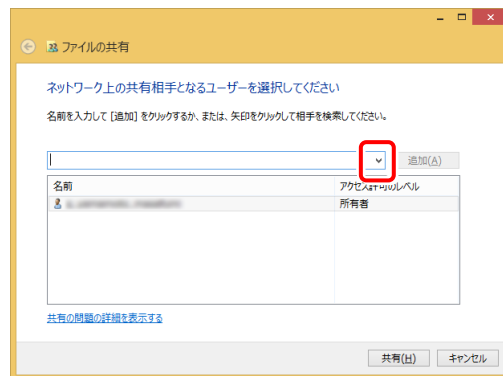 ファイルの共有
ネットワーク上の共有相手となるユーザーを選択してください
名前を入力して [追加] をクリックするか、または、矢印をクリックして相手を検索してください。
追加(A)
名前 アクセス許可のレベル
所有者
共有の問題の詳細を表示する
共有(H) キャンセル